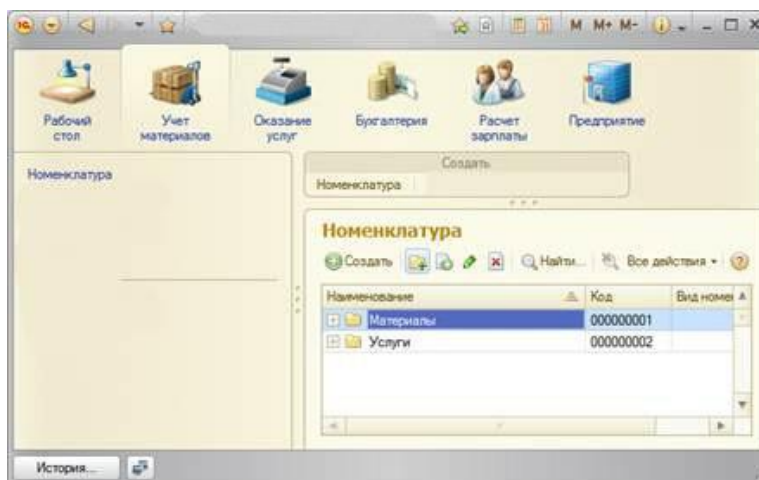 1С
M M+ M-
Рабочий стол
Учет материалов
Оказание услуг
Бухгалтерия
Расчет зарплаты
Предприятие
Номенклатура
Создать
Номенклатура
Номенклатура
Создать Найти... Все действия
Наименование Код Вид номен
Материалы 000000001
Услуги 000000002
История...